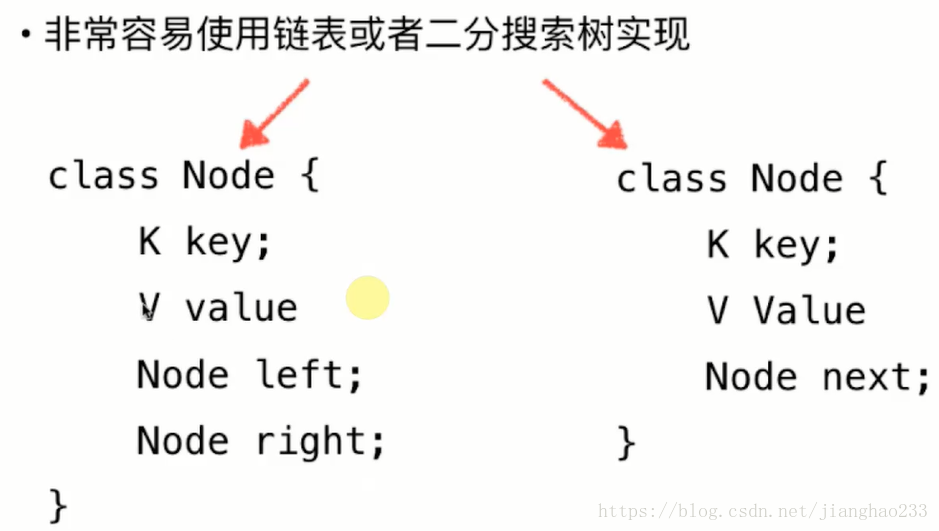 • 非常容易使用链表或者二分搜索树实现
class Node {
K key;
V value
Node left;
Node right;
}
class Node {
K key;
V Value
Node next;
}
https://blog.csdn.net/jianghao233